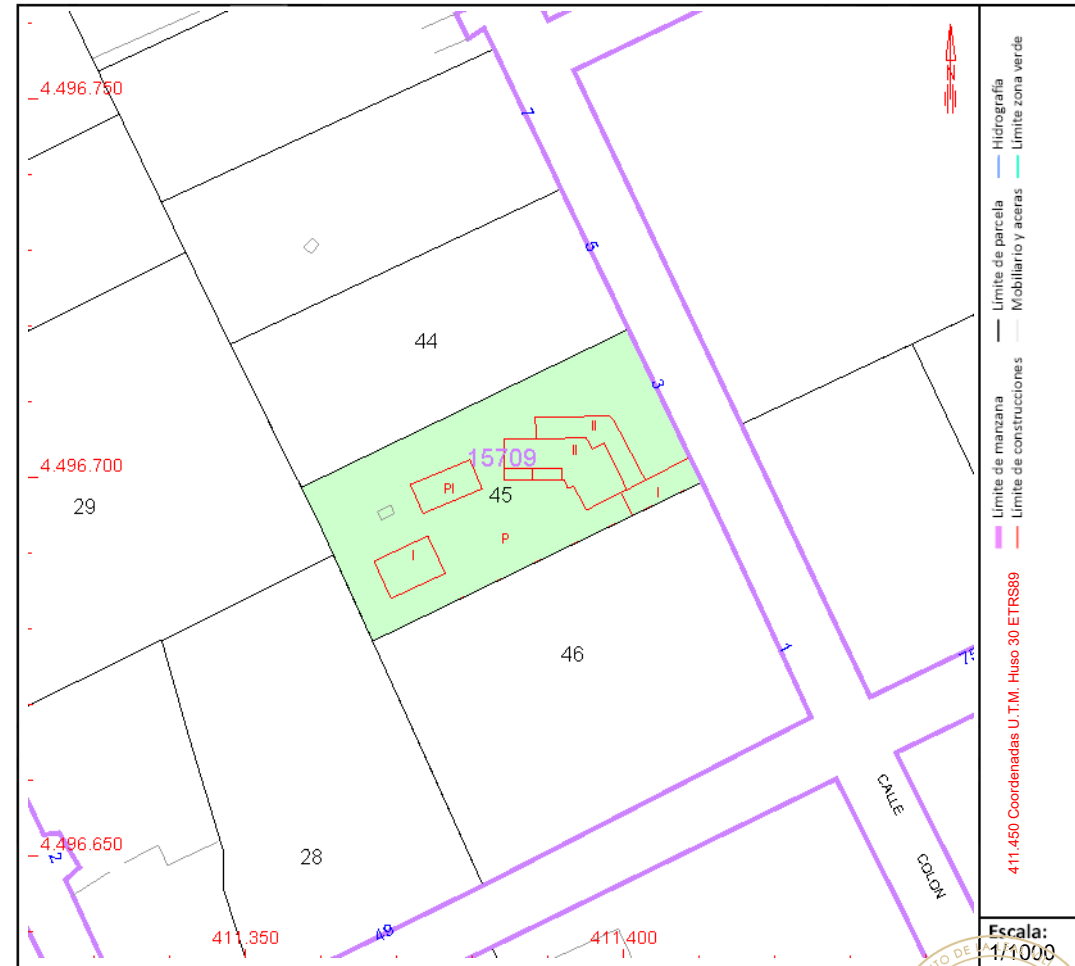 4.496.750
7
5
44
3
II
II
4.496.700
15709
PI
45
29
I
P
I
46
1
CALLE
COLON
4.496.650
2
28
49
411.350
411.400
N
Hidrografía
Límite zona verde
Límite de parcela
Mobiliario y aceras
Límite de manzana
Límite de construcciones
411.450 Coordenadas U.T.M. Huso 30 ETRS89
Escala:
1/1000